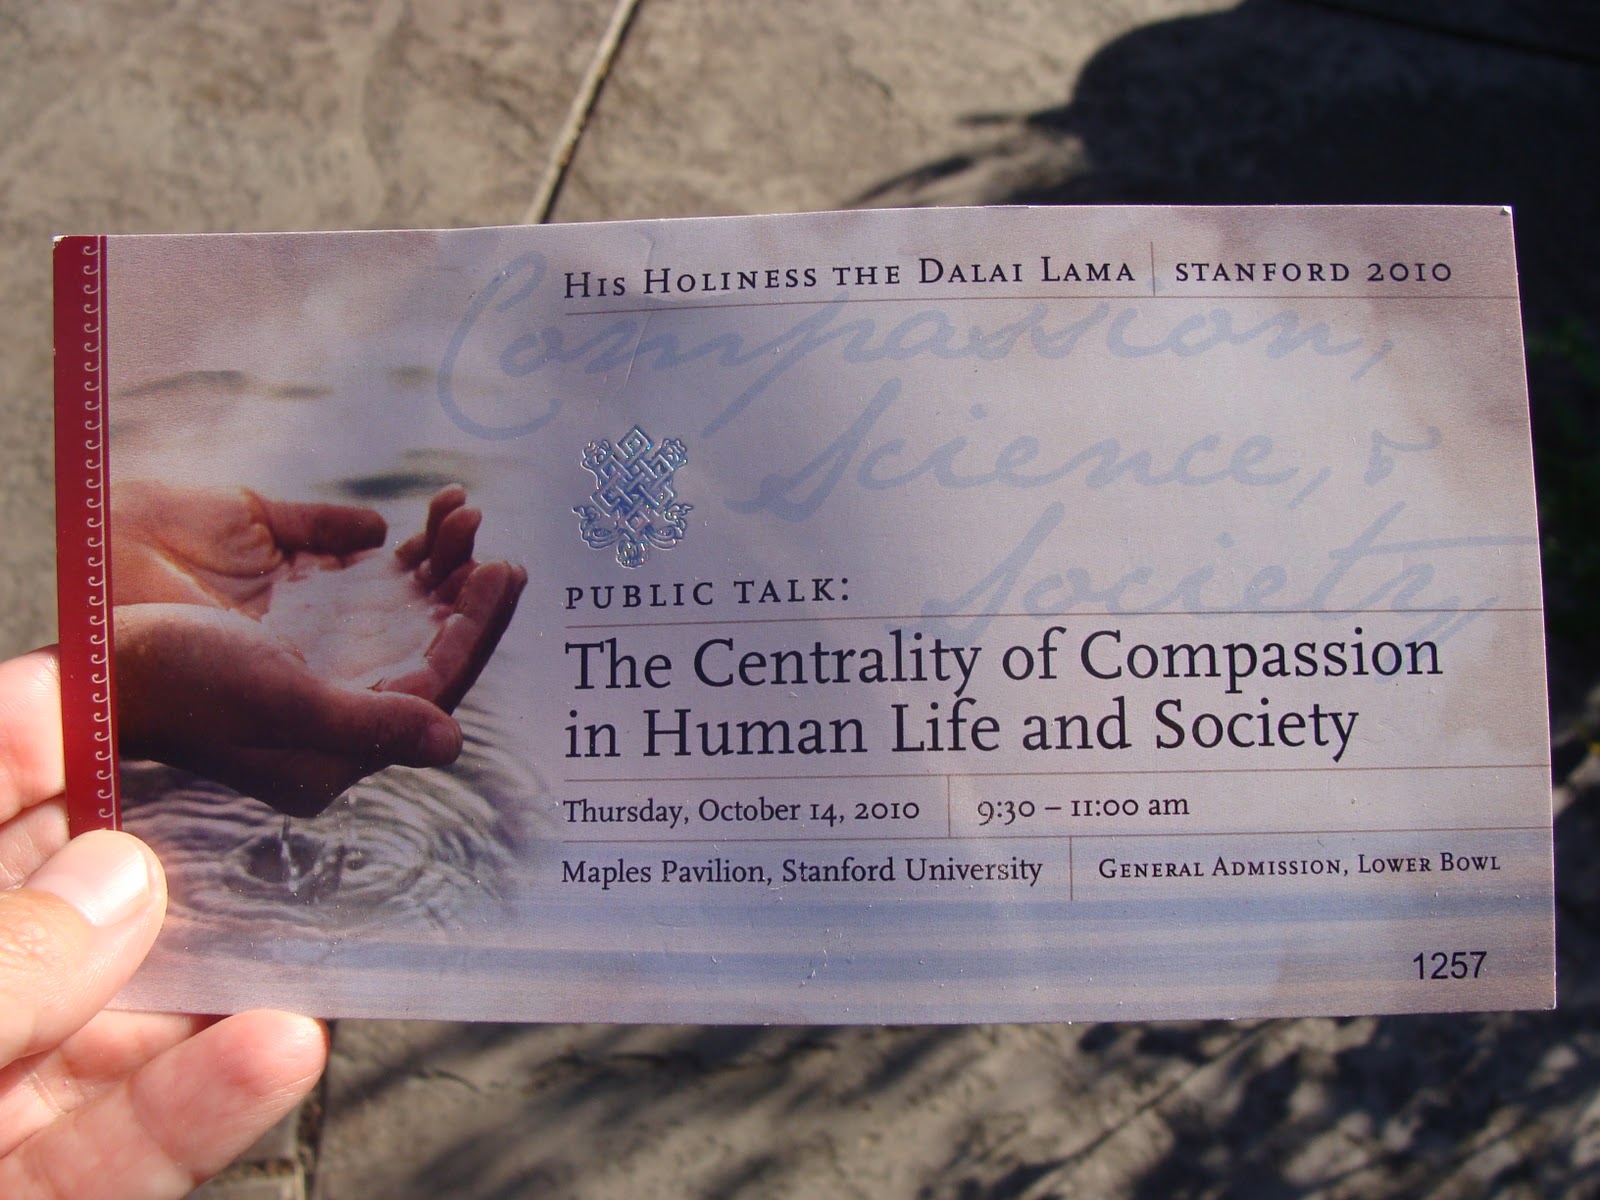 His Holiness the Dalai Lama | Stanford 2010
Compassion,
Science, &
Society
Public Talk:
The Centrality of Compassion
in Human Life and Society
Thursday, October 14, 2010 | 9:30 – 11:00 am
Maples Pavilion, Stanford University | General Admission, Lower Bowl
1257